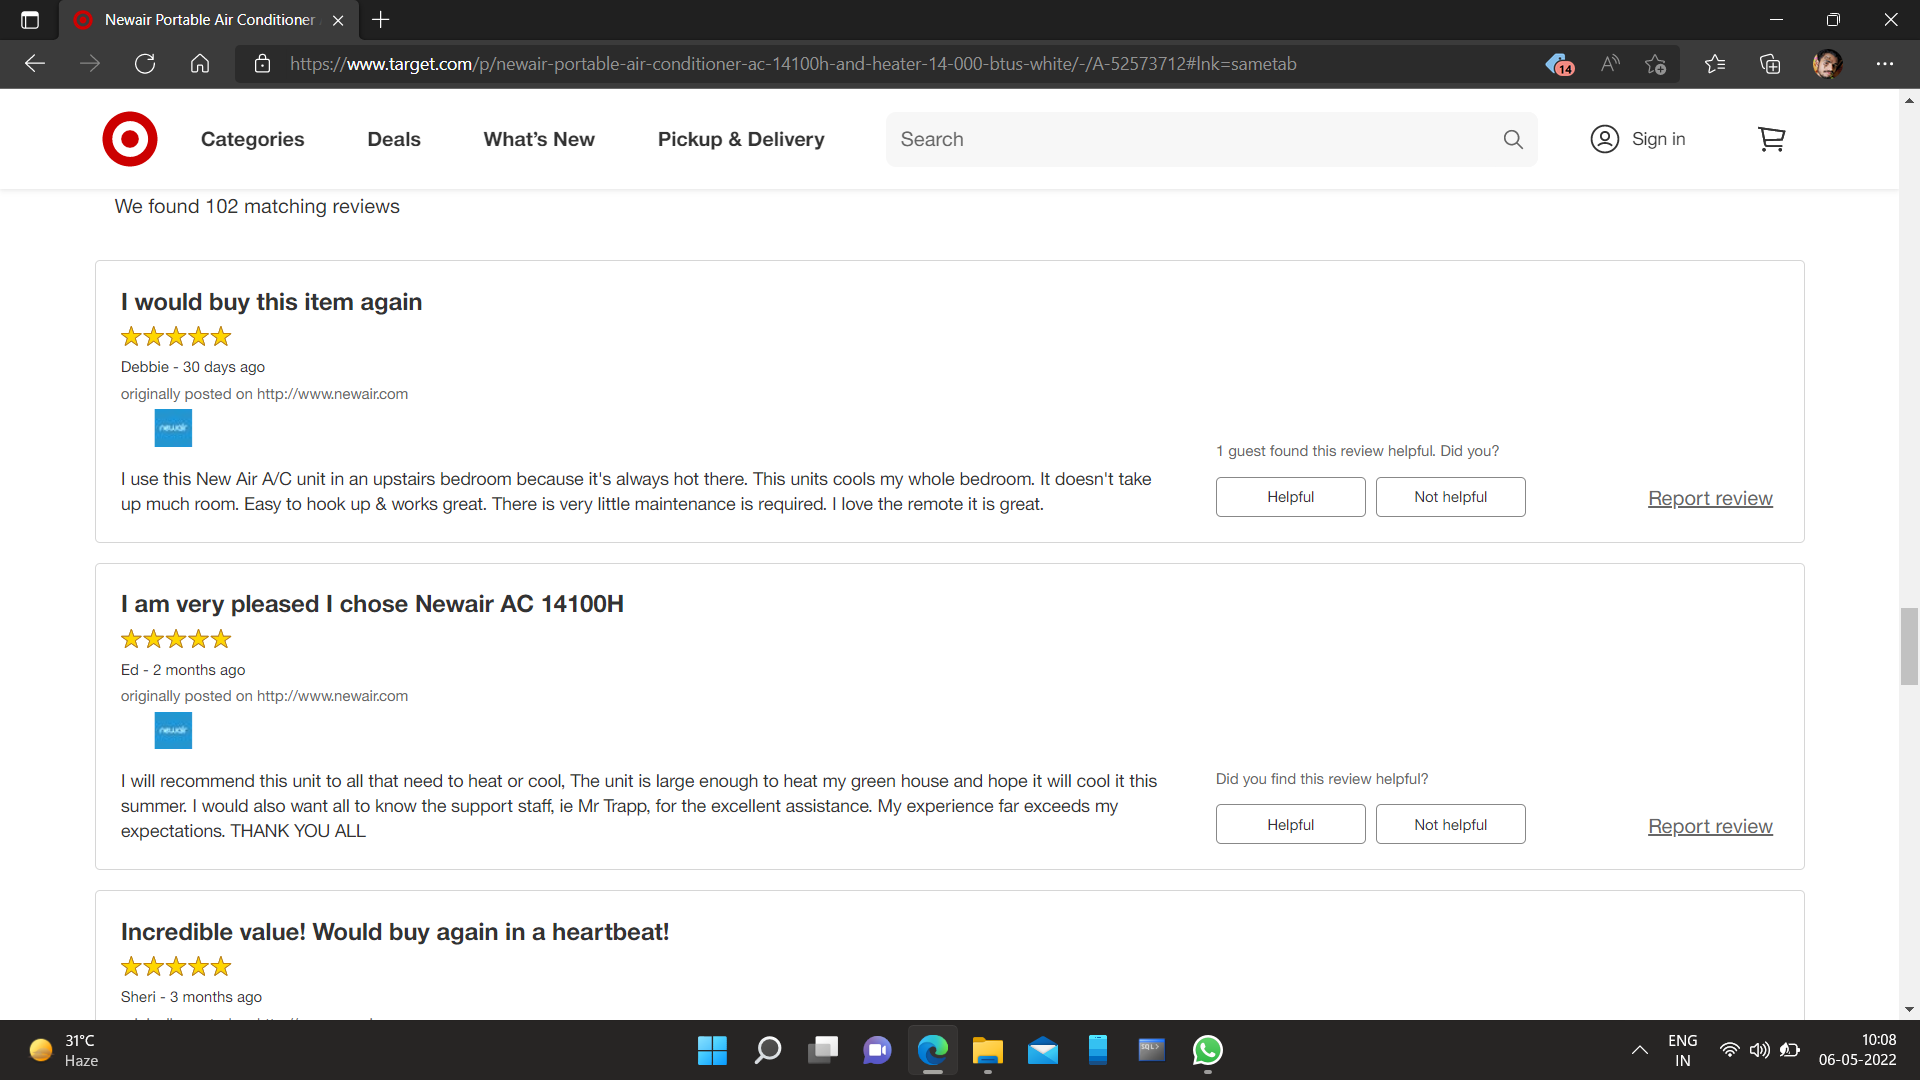 Newair Portable Air Conditioner
https://www.target.com/p/newair-portable-air-conditioner-ac-14100h-and-heater-14-000-btus-white/-/A-52573712#lnk=sametab
14
Categories
Deals
What's New
Pickup & Delivery
Search
Sign in
We found 102 matching reviews
I would buy this item again
Debbie - 30 days ago
originally posted on http://www.newair.com
newair
I use this New Air A/C unit in an upstairs bedroom because it's always hot there. This units cools my whole bedroom. It doesn't take
up much room. Easy to hook up & works great. There is very little maintenance is required. I love the remote it is great.
1 guest found this review helpful. Did you?
Helpful
Not helpful
Report review
I am very pleased I chose Newair AC 14100H
Ed - 2 months ago
originally posted on http://www.newair.com
newair
I will recommend this unit to all that need to heat or cool, The unit is large enough to heat my green house and hope it will cool it this
summer. I would also want all to know the support staff, ie Mr Trapp, for the excellent assistance. My experience far exceeds my
expectations. THANK YOU ALL
Did you find this review helpful?
Helpful
Not helpful
Report review
Incredible value! Would buy again in a heartbeat!
Sheri - 3 months ago
31°C
Haze
SQL>
ENG
IN
10:08
06-05-2022